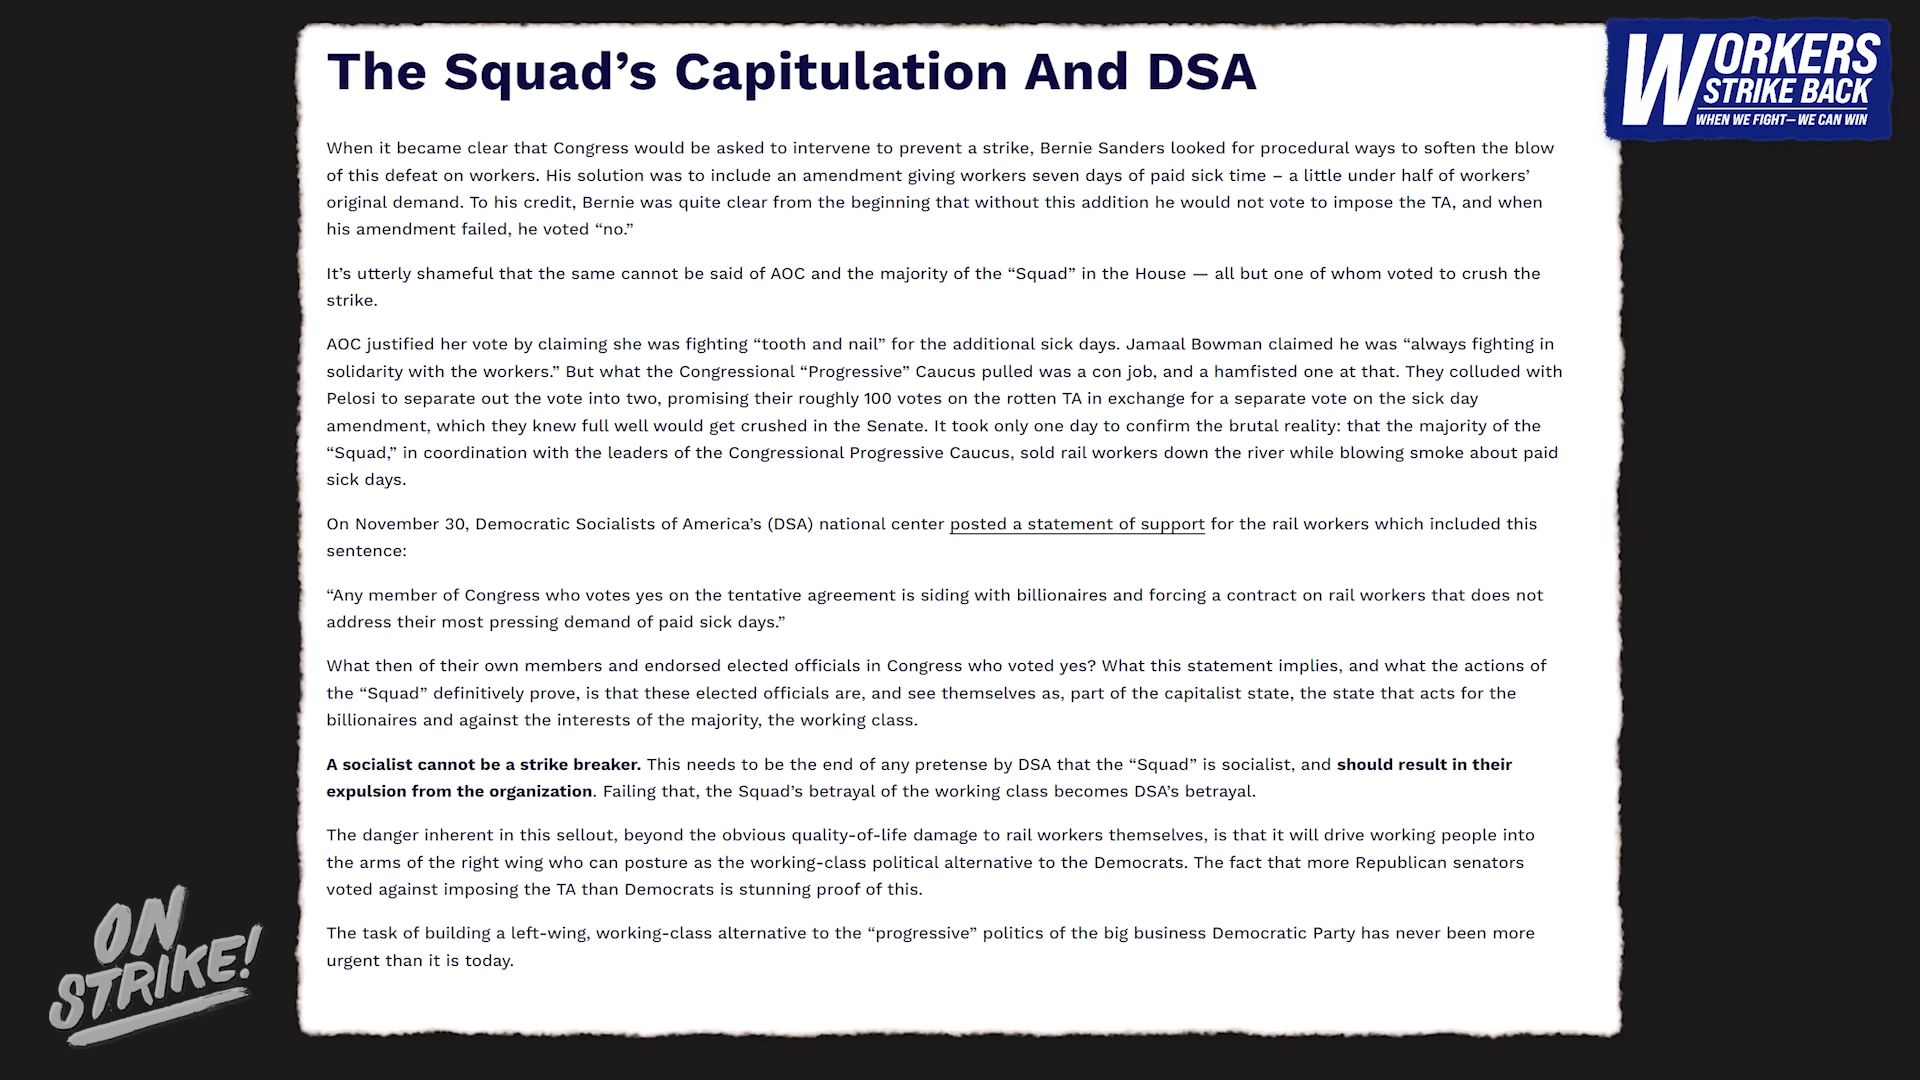 The Squad’s Capitulation And DSA
WORKERS
STRIKE BACK
WHEN WE FIGHT—WE CAN WIN
When it became clear that Congress would be asked to intervene to prevent a strike, Bernie Sanders looked for procedural ways to soften the blow
of this defeat on workers. His solution was to include an amendment giving workers seven days of paid sick time – a little under half of workers’
original demand. To his credit, Bernie was quite clear from the beginning that without this addition he would not vote to impose the TA, and when
his amendment failed, he voted “no.”
It’s utterly shameful that the same cannot be said of AOC and the majority of the “Squad” in the House — all but one of whom voted to crush the
strike.
AOC justified her vote by claiming she was fighting “tooth and nail” for the additional sick days. Jamaal Bowman claimed he was “always fighting in
solidarity with the workers.” But what the Congressional “Progressive” Caucus pulled was a con job, and a hamfisted one at that. They colluded with
Pelosi to separate out the vote into two, promising their roughly 100 votes on the rotten TA in exchange for a separate vote on the sick day
amendment, which they knew full well would get crushed in the Senate. It took only one day to confirm the brutal reality: that the majority of the
“Squad,” in coordination with the leaders of the Congressional Progressive Caucus, sold rail workers down the river while blowing smoke about paid
sick days.
On November 30, Democratic Socialists of America’s (DSA) national center posted a statement of support for the rail workers which included this
sentence:
“Any member of Congress who votes yes on the tentative agreement is siding with billionaires and forcing a contract on rail workers that does not
address their most pressing demand of paid sick days.”
What then of their own members and endorsed elected officials in Congress who voted yes? What this statement implies, and what the actions of
the “Squad” definitively prove, is that these elected officials are, and see themselves as, part of the capitalist state, the state that acts for the
billionaires and against the interests of the majority, the working class.
A socialist cannot be a strike breaker. This needs to be the end of any pretense by DSA that the “Squad” is socialist, and should result in their
expulsion from the organization. Failing that, the Squad’s betrayal of the working class becomes DSA’s betrayal.
The danger inherent in this sellout, beyond the obvious quality-of-life damage to rail workers themselves, is that it will drive working people into
the arms of the right wing who can posture as the working-class political alternative to the Democrats. The fact that more Republican senators
voted against imposing the TA than Democrats is stunning proof of this.
The task of building a left-wing, working-class alternative to the “progressive” politics of the big business Democratic Party has never been more
urgent than it is today.
ON
STRIKE!